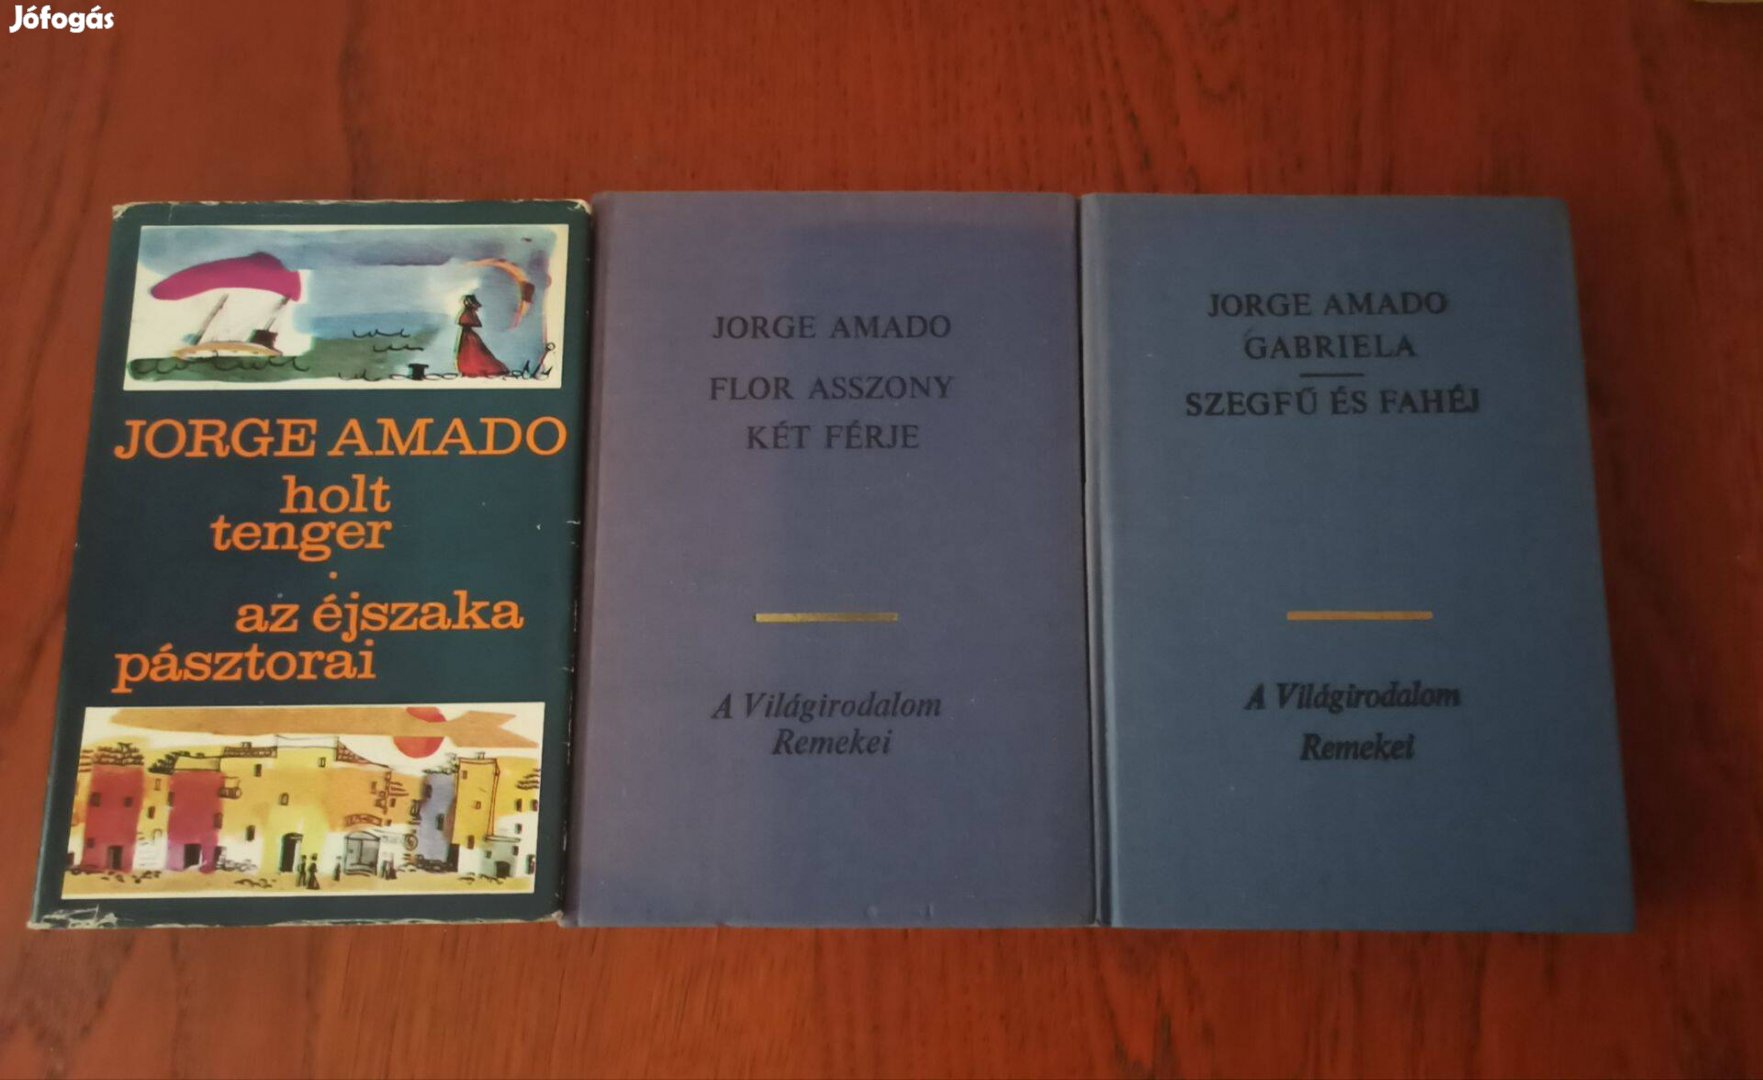 Jófogás
JORGE AMADO
holt
tenger
.
az éjszaka
pásztorai
JORGE AMADO
FLOR ASSZONY
KÉT FÉRJE
A Világirodalom
Remekei
JORGE AMADO
GABRIELA
SZEGFŰ ÉS FAHÉJ
A Világirodalom
Remekei